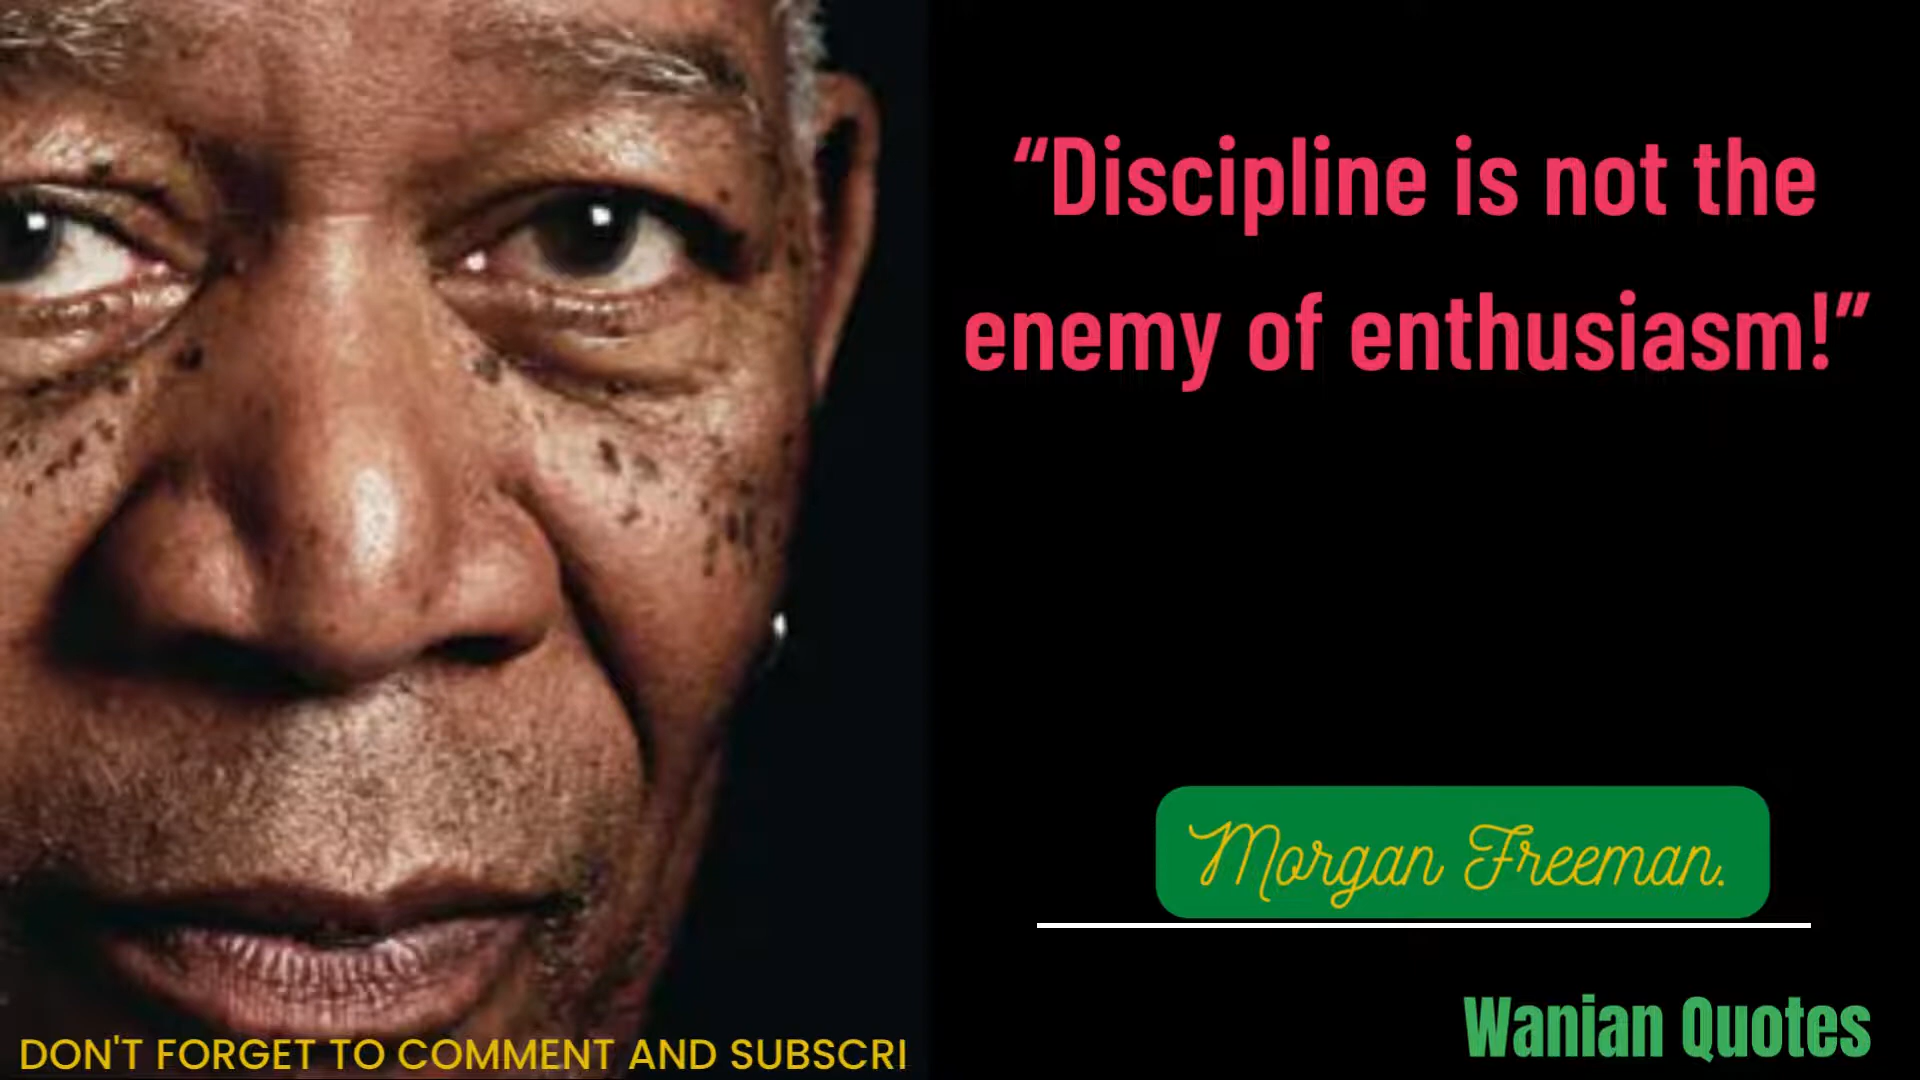 “Discipline is not the
enemy of enthusiasm!”
Morgan Freeman.
Wanian Quotes
DON'T FORGET TO COMMENT AND SUBSCRI